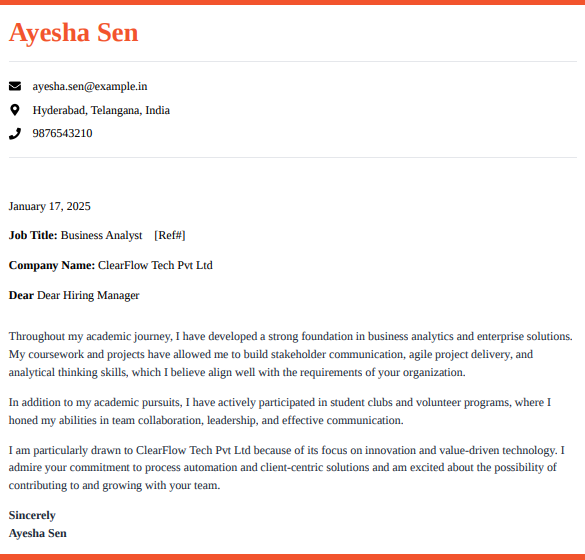 Ayesha Sen
ayesha.sen@example.in
Hyderabad, Telangana, India
9876543210
January 17, 2025
Job Title: Business Analyst [Ref#]
Company Name: ClearFlow Tech Pvt Ltd
Dear Dear Hiring Manager
Throughout my academic journey, I have developed a strong foundation in business analytics and enterprise solutions.
My coursework and projects have allowed me to build stakeholder communication, agile project delivery, and
analytical thinking skills, which I believe align well with the requirements of your organization.
In addition to my academic pursuits, I have actively participated in student clubs and volunteer programs, where I
honed my abilities in team collaboration, leadership, and effective communication.
I am particularly drawn to ClearFlow Tech Pvt Ltd because of its focus on innovation and value-driven technology. I
admire your commitment to process automation and client-centric solutions and am excited about the possibility of
contributing to and growing with your team.
Sincerely
Ayesha Sen